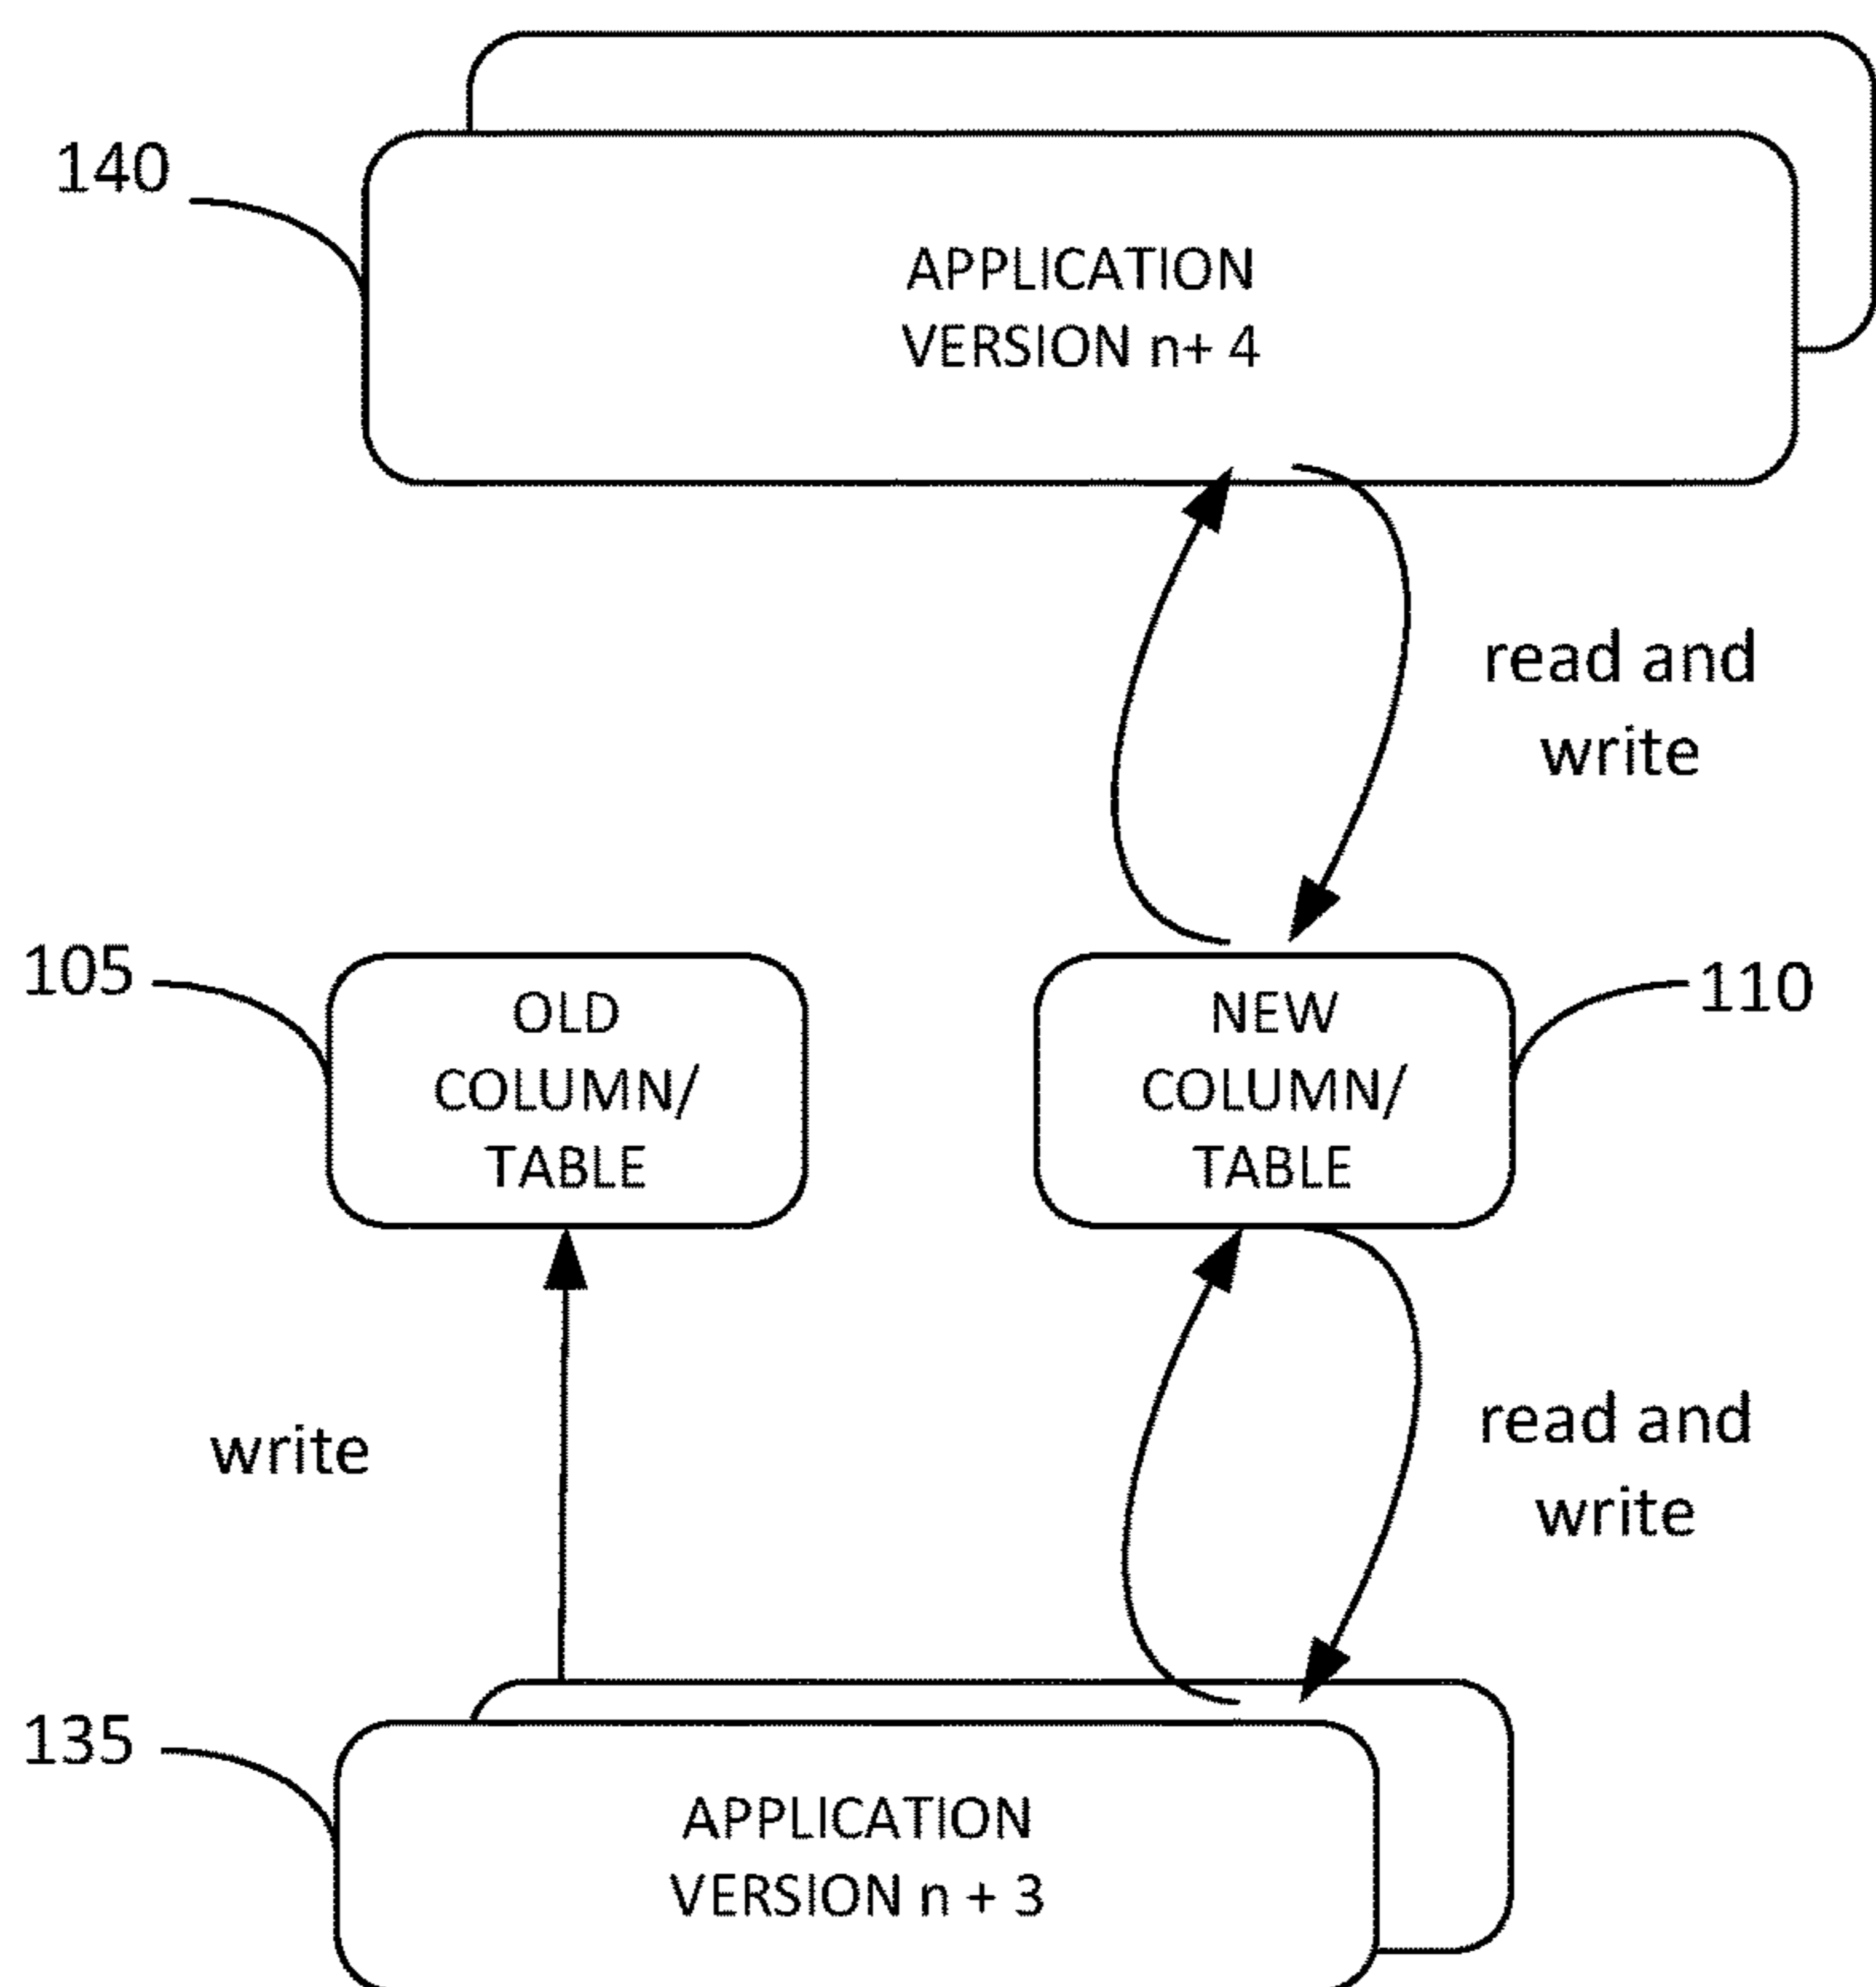 140
APPLICATION
VERSION n+ 4
read and
write
105
OLD
COLUMN/
TABLE
NEW
COLUMN/
TABLE
110
write
read and
write
135
APPLICATION
VERSION n + 3